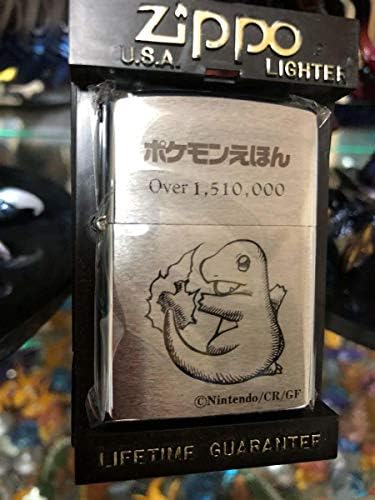 zippo
U.S.A. LIGHTER
ポケモンえほん
Over 1,510,000
©Nintendo/CR/GF
LIFETIME GUARANTEE